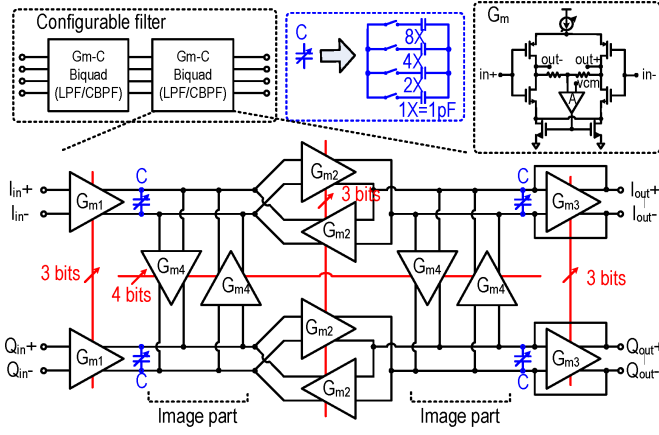 Configurable filter
Gm-C
Biquad
(LPF/CBPF)
Gm-C
Biquad
(LPF/CBPF)
C
8X
4X
2X
1X=1pF
Gm
in+
out-
out+
in-
vcm
A
Iin+
Iin-
Gm1
C
Gm2
3 bits
Gm2
C
Gm3
Iout+
Iout-
3 bits
4 bits
Gm4
Gm4
Gm4
Gm4
3 bits
Qin+
Qin-
Gm1
C
Gm2
Gm2
C
Gm3
Qout+
Qout-
Image part
Image part